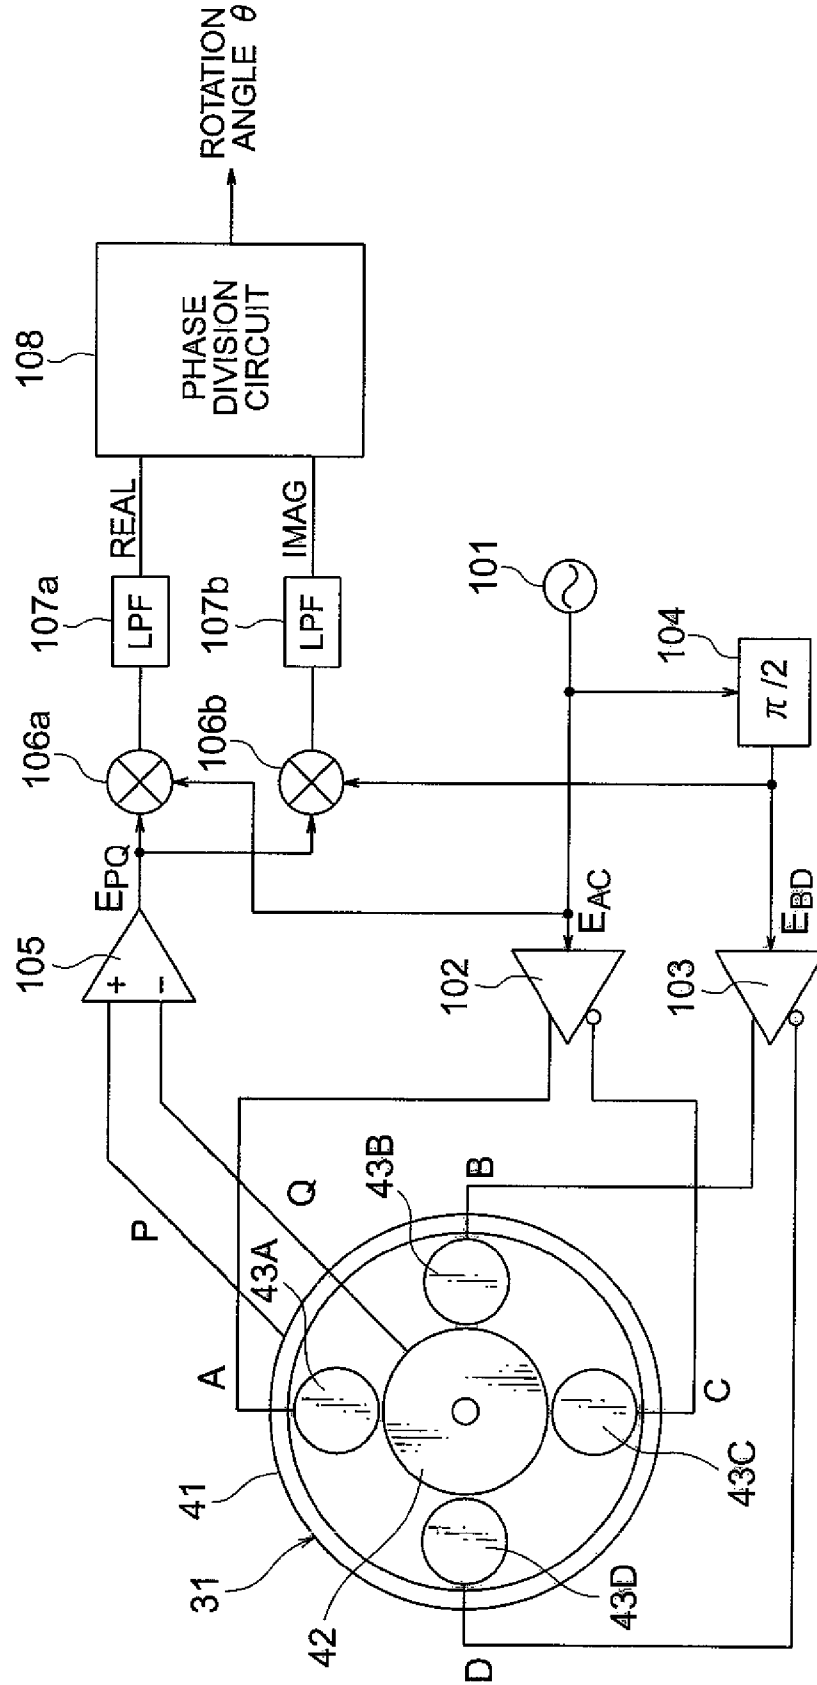 ROTATION
ANGLE θ
108
PHASE
DIVISION
CIRCUIT
REAL
IMAG
107a
LPF
107b
LPF
101
104
π/2
106a
106b
EPQ
EAC
EBD
105
+
−
102
103
P
Q
A
B
C
D
43A
43B
43C
43D
41
31
42